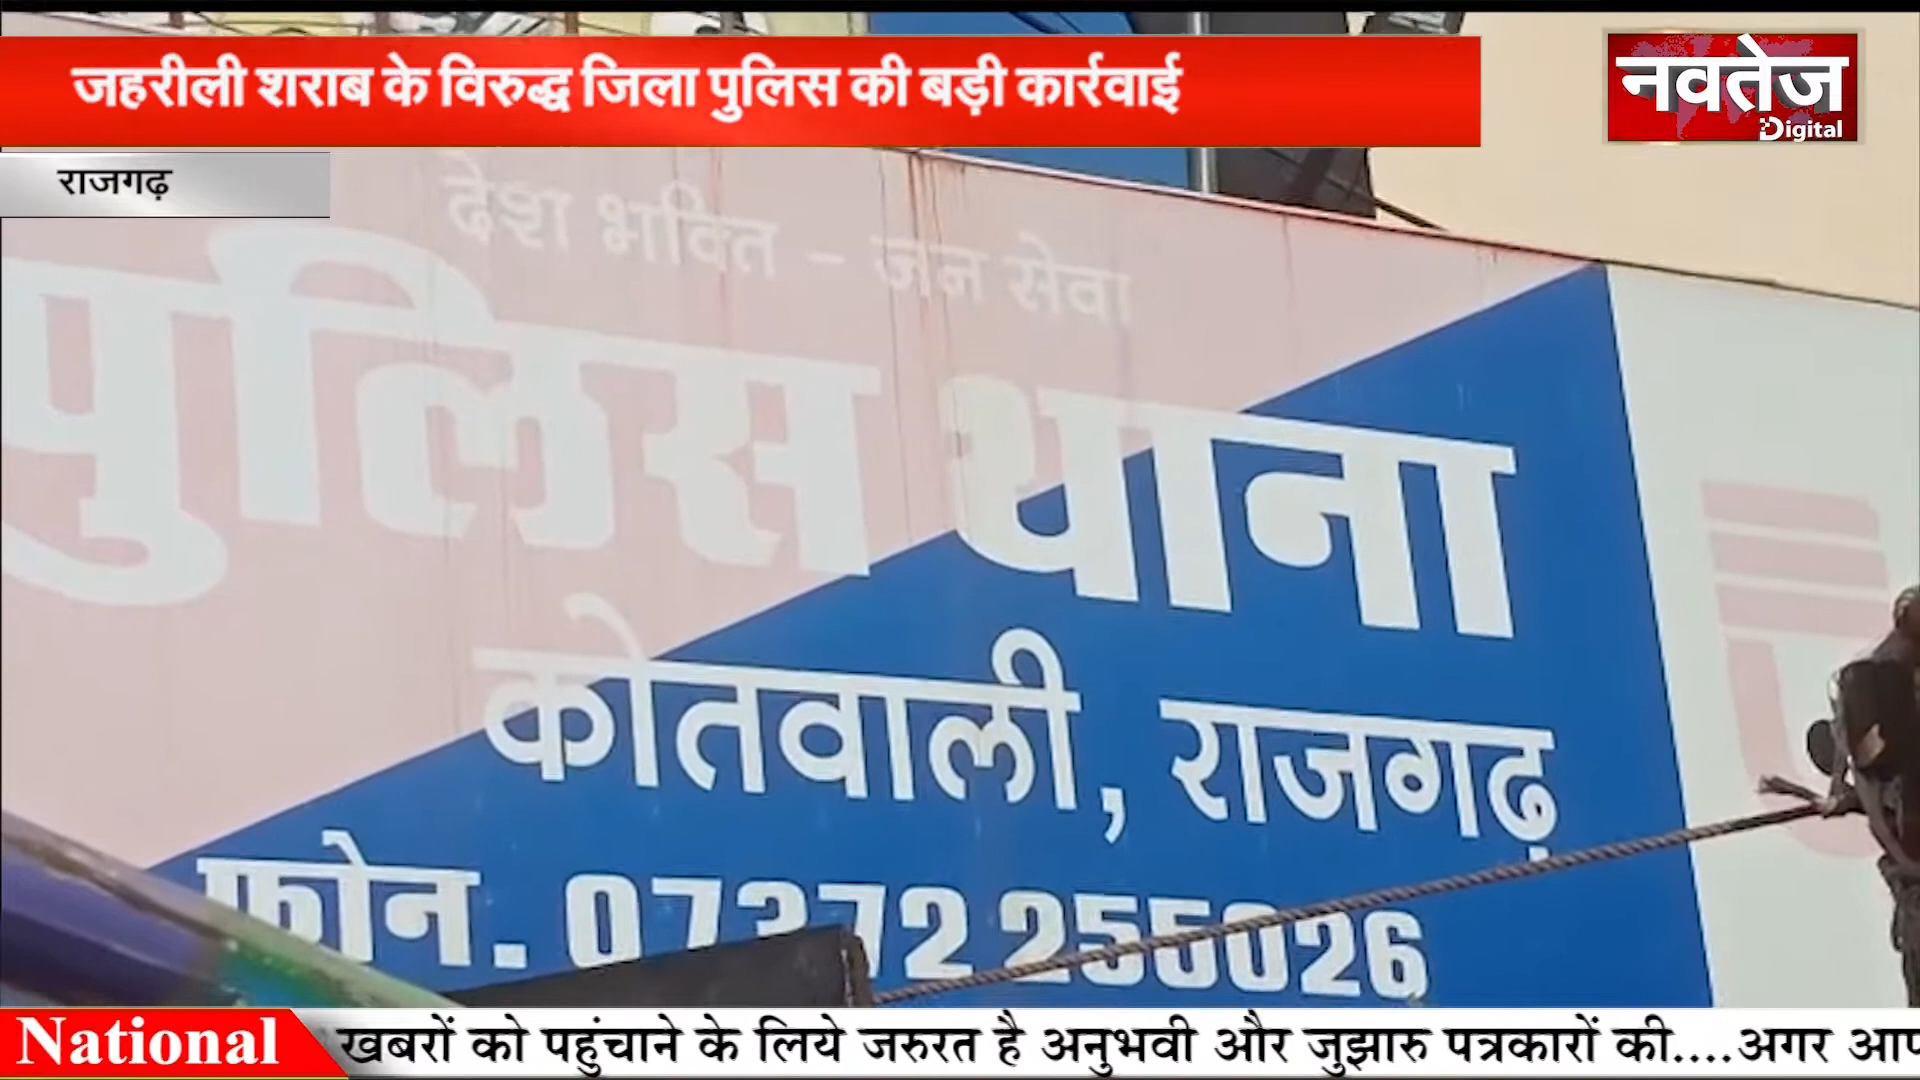 जहरीली शराब के विरुद्ध जिला पुलिस की बड़ी कार्रवाई
नवतेज
Digital
राजगढ़
देश भक्ति - जन सेवा
पुलिस थाना
कोतवाली, राजगढ़
फोन. 07372 255026
National
खबरों को पहुंचाने के लिये जरुरत है अनुभवी और जुझारु पत्रकारों की....अगर आप